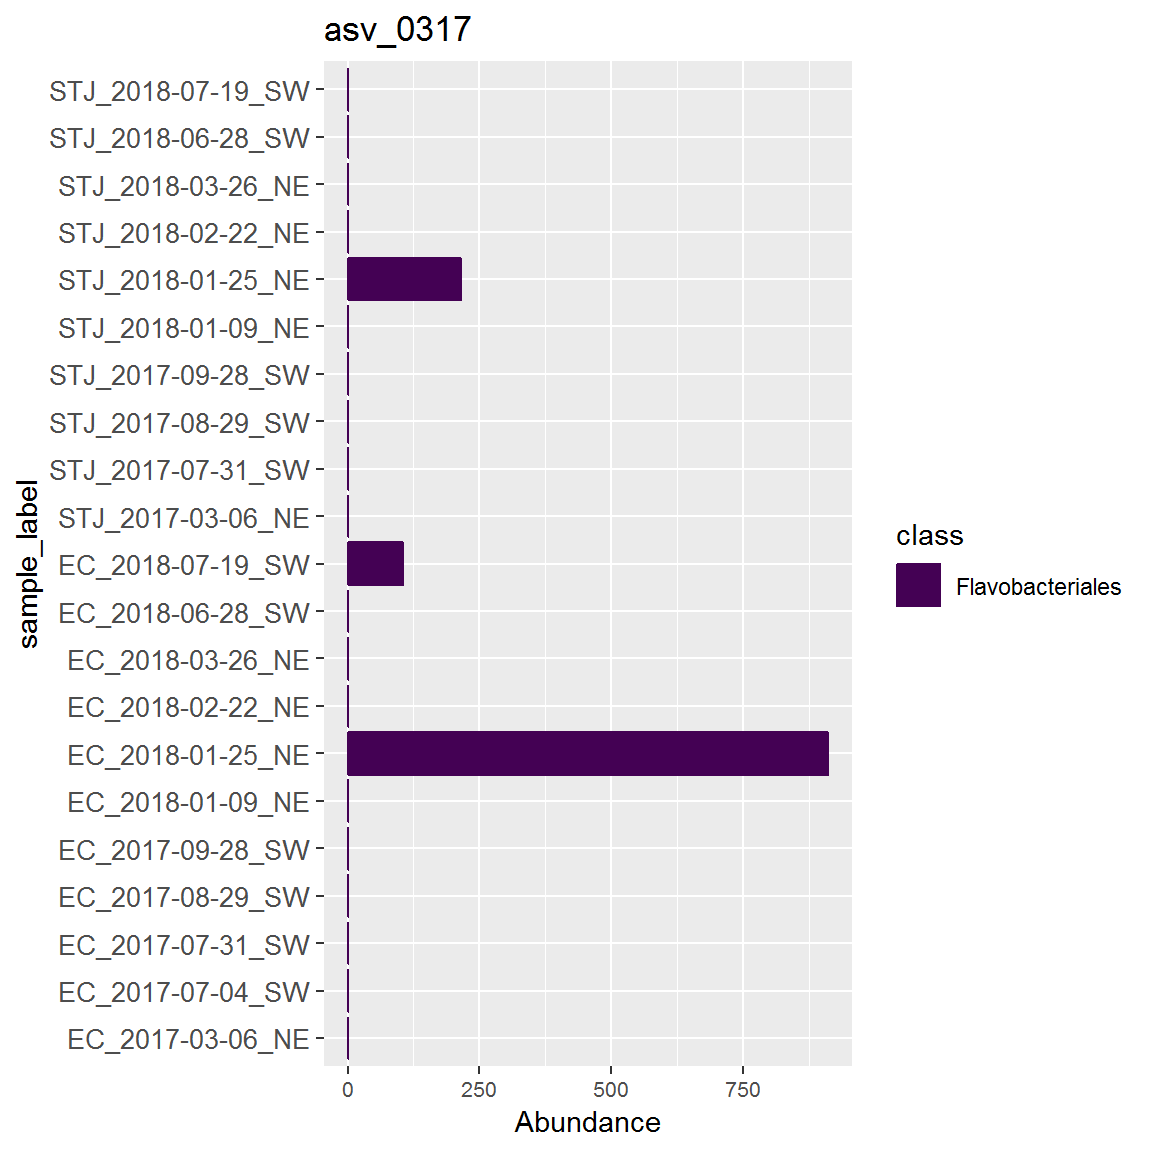 asv_0317
STJ_2018-07-19_SW
STJ_2018-06-28_SW
STJ_2018-03-26_NE
STJ_2018-02-22_NE
STJ_2018-01-25_NE
STJ_2018-01-09_NE
STJ_2017-09-28_SW
STJ_2017-08-29_SW
STJ_2017-07-31_SW
STJ_2017-03-06_NE
EC_2018-07-19_SW
EC_2018-06-28_SW
EC_2018-03-26_NE
EC_2018-02-22_NE
EC_2018-01-25_NE
EC_2018-01-09_NE
EC_2017-09-28_SW
EC_2017-08-29_SW
EC_2017-07-31_SW
EC_2017-07-04_SW
EC_2017-03-06_NE
sample_label
0 250 500 750
Abundance
class
Flavobacteriales